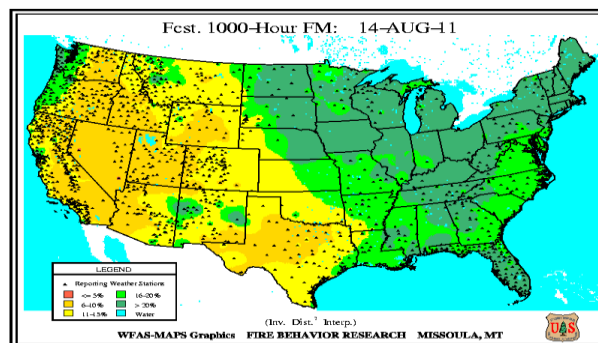 Fcst. 1000-Hour FM: 14-AUG-11
LEGEND
Reporting Weather Stations
<= 5% 16-20%
6-10% > 20%
11-15% Water
(Inv. Dist.² Interp.)
WFAS-MAPS Graphics FIRE BEHAVIOR RESEARCH MISSOULA, MT